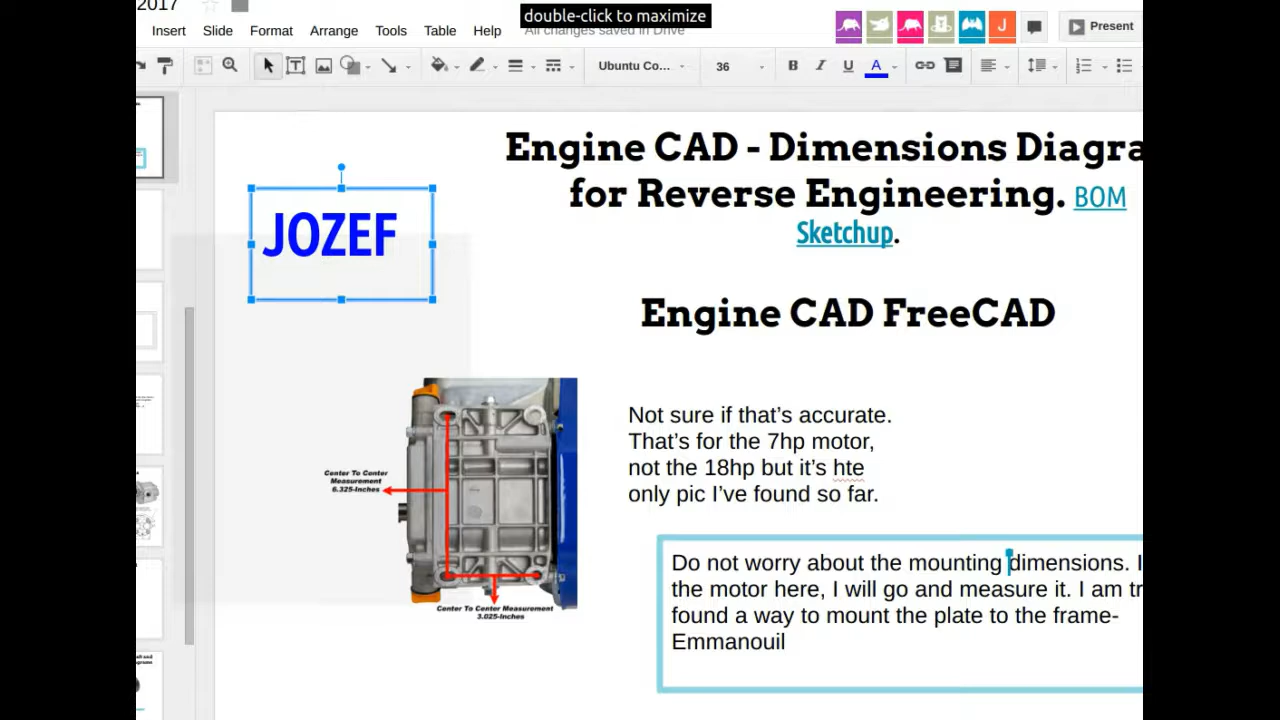 2017
double-click to maximize
Insert Slide Format Arrange Tools Table Help All changes saved in Drive
J Present
Ubuntu Co... 36 B I U A
Engine CAD - Dimensions Diagra
for Reverse Engineering. BOM
Sketchup.
JOZEF
Engine CAD FreeCAD
Not sure if that’s accurate.
That’s for the 7hp motor,
not the 18hp but it’s hte
only pic I’ve found so far.
Center To Center
Measurement
6.325-Inches
Center To Center Measurement
3.025-Inches
Do not worry about the mounting dimensions. I
the motor here, I will go and measure it. I am tr
found a way to mount the plate to the frame-
Emmanouil